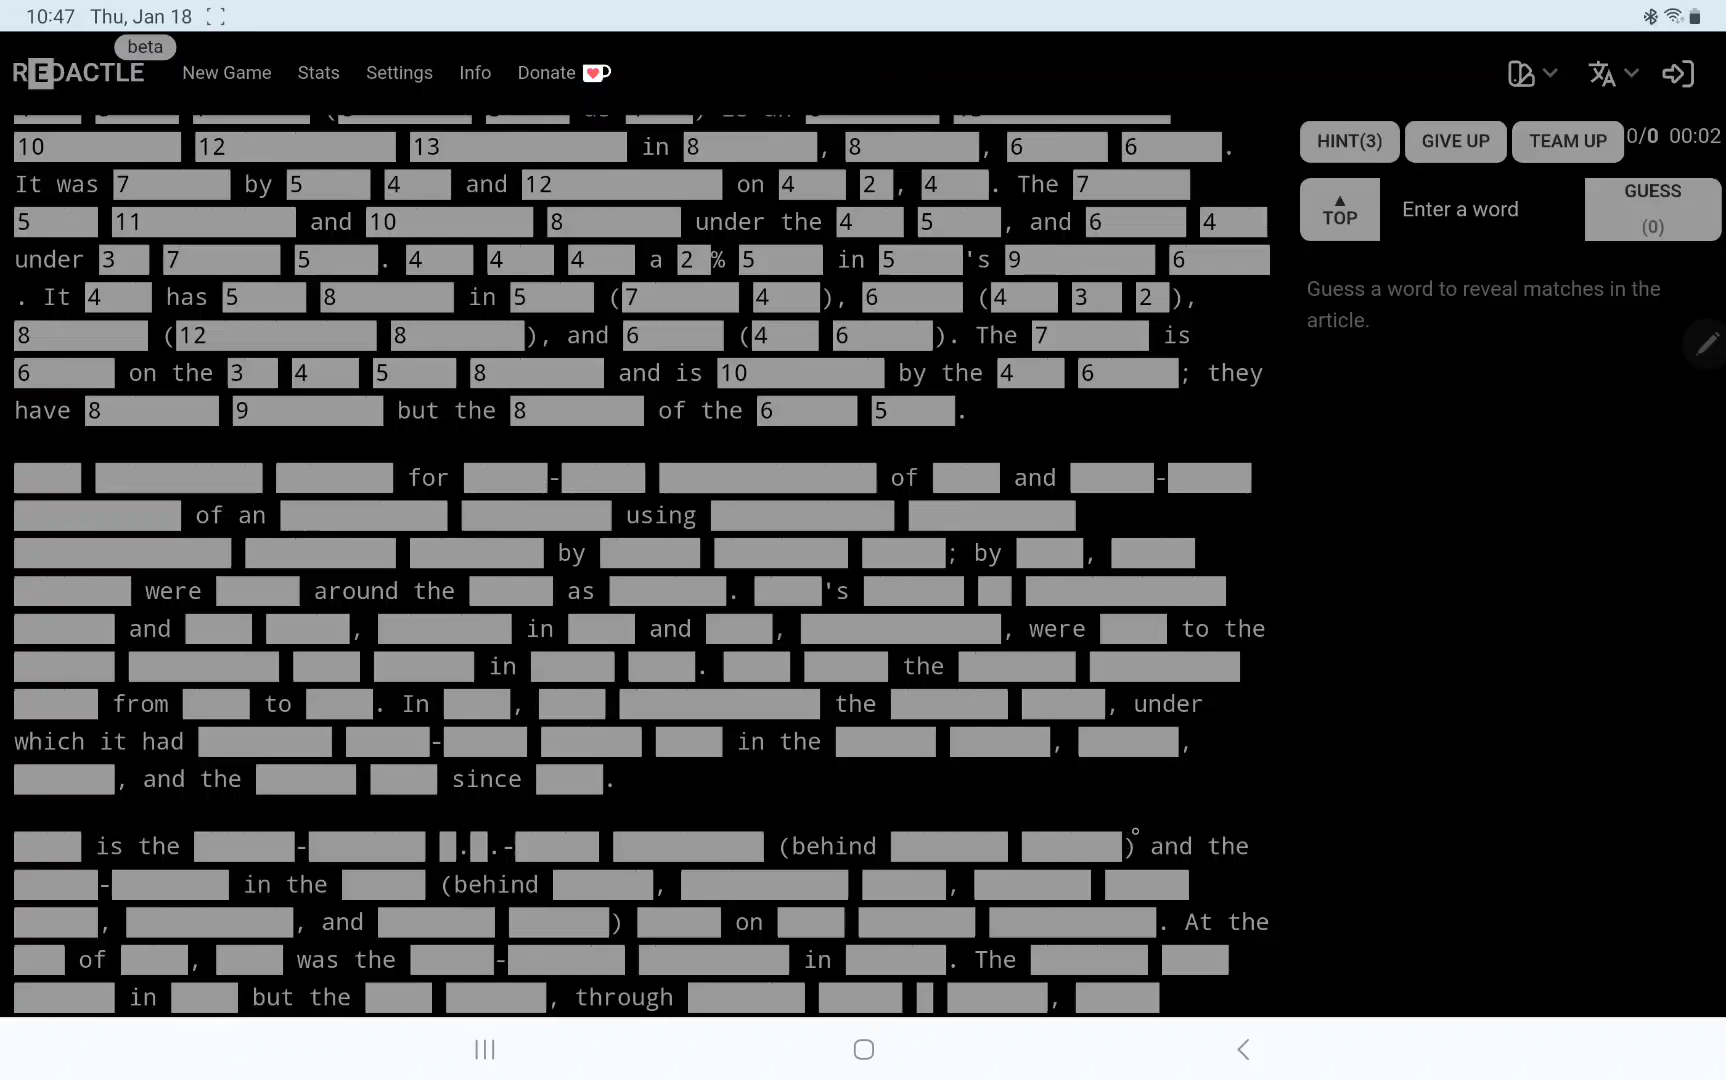 10:47 Thu, Jan 18
beta
REDACTLE New Game Stats Settings Info Donate
10 12 13 in 8, 8, 6 6.
It was 7 by 5 4 and 12 on 4 2, 4. The 7
5 11 and 10 8 under the 4 5, and 6 4
under 3 7 5. 4 4 4 a 2% 5 in 5's 9 6
. It 4 has 5 8 in 5 (7 4), 6 (4 3 2),
8 (12 8), and 6 (4 6). The 7 is
6 on the 3 4 5 8 and is 10 by the 4 6; they
have 8 9 but the 8 of the 6 5.
for - of and -
of an using
by ; by ,
were around the as . 's
and , in and , , were to the
in . the
from to . In , the , under
which it had - in the , ,
, and the since .
is the - . .- (behind ) and the
- in the (behind , , ,
, and ) on . At the
of , was the - in . The
in but the , through ,
HINT(3) GIVE UP TEAM UP 0/0 00:02
▲
TOP
Enter a word
GUESS
(0)
Guess a word to reveal matches in the
article.